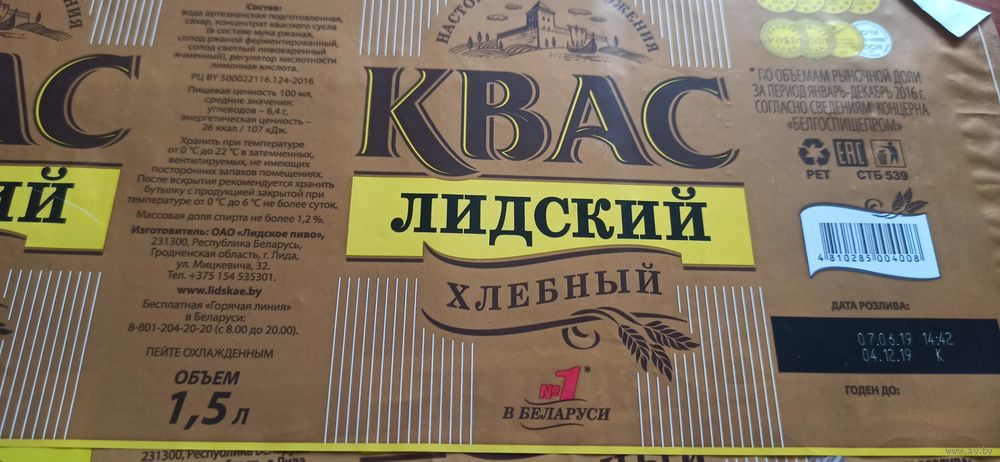 Состав:
вода артезианская подготовленная,
сахар, концентрат квасного сусла
(в составе мука ржаная,
солод ржаной ферментированный,
солод светлый пивоваренный
ячменный), регулятор кислотности
лимонная кислота.
РЦ BY 500022116.124-2016
Пищевая ценность 100 мл,
средние значения:
углеводов – 6,4 г,
энергетическая ценность –
26 ккал / 107 кДж.
Хранить при температуре
от 0 °С до 22 °С в затемненных,
вентилируемых, не имеющих
посторонних запахов помещениях.
После вскрытия рекомендуется хранить
бутылку с продукцией закрытой при
температуре от 0 °С до 6 °С не более суток.
Массовая доля спирта не более 1,2 %.
Изготовитель: ОАО «Лидское пиво»,
231300, Республика Беларусь,
Гродненская область, г. Лида,
ул. Мицкевича, 32.
Тел. +375 154 535301.
www.lidskae.by
Бесплатная «Горячая линия»
в Беларуси:
8-801-204-20-20 (с 8.00 до 20.00).
ПЕЙТЕ ОХЛАЖДЕННЫМ
ОБЪЕМ
1,5 л
АС
ИЙ
КВАС
ЛИДСКИЙ
ХЛЕБНЫЙ
№1*
В БЕЛАРУСИ
* ПО ОБЪЕМАМ РЫНОЧНОЙ ДОЛИ
ЗА ПЕРИОД ЯНВАРЬ-ДЕКАБРЬ 2016 г.
СОГЛАСНО СВЕДЕНИЯМ КОНЦЕРНА
«БЕЛГОСПИЩЕПРОМ»
PET EAC СТБ 539
4 810285 004008
ДАТА РОЗЛИВА:
07.06.19 14:42
04.12.19 К
ГОДЕН ДО:
231300, Республика
www.ay.by